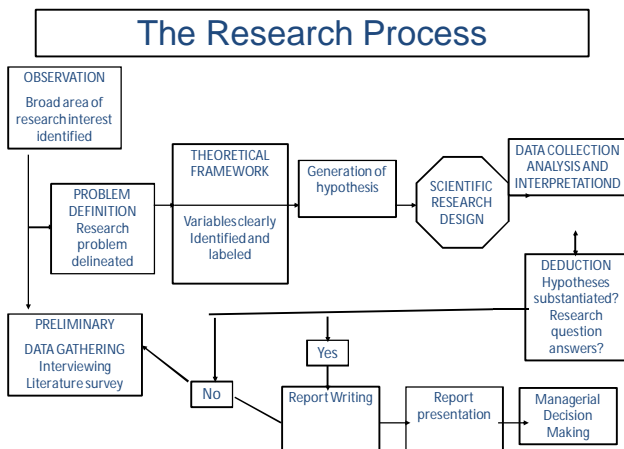 The Research Process
OBSERVATION
Broad area of
research interest
identified
PROBLEM
DEFINITION
Research
problem
delineated
THEORETICAL
FRAMEWORK
Variables clearly
Identified and
labeled
Generation of
hypothesis
SCIENTIFIC
RESEARCH
DESIGN
DATA COLLECTION
ANALYSIS AND
INTERPRETATIOND
DEDUCTION
Hypotheses
substantiated?
Research
question
answers?
PRELIMINARY
DATA GATHERING
Interviewing
Literature survey
No
Yes
Report Writing
Report
presentation
Managerial
Decision
Making